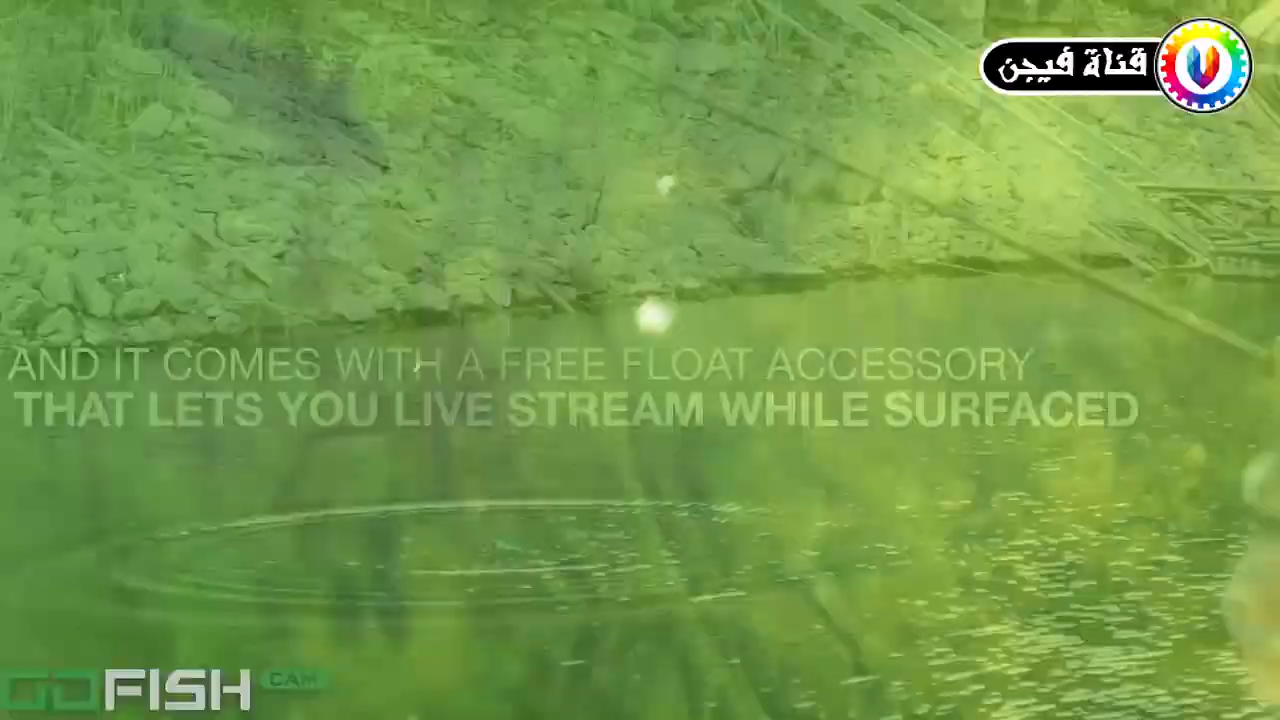 قناة فيجن
AND IT COMES WITH A FREE FLOAT ACCESSORY
THAT LETS YOU LIVE STREAM WHILE SURFACED
GOFISH CAM